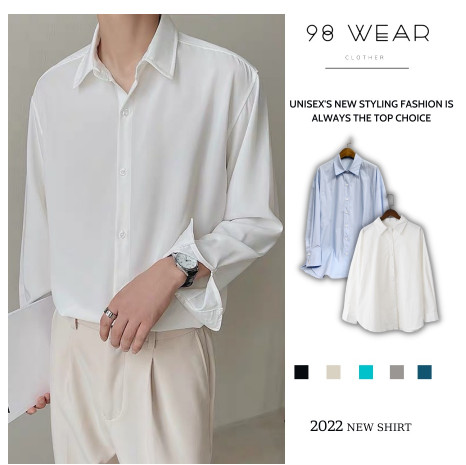 98 WEAR
CLOTHER
UNISEX'S NEW STYLING FASHION IS
ALWAYS THE TOP CHOICE
2022 NEW SHIRT